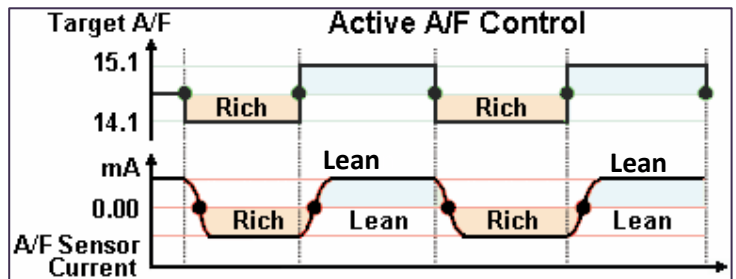 Target A/F Active A/F Control
15.1
Rich Rich
14.1
mA Lean Lean
0.00
Rich Lean Rich Lean
A/F Sensor
Current